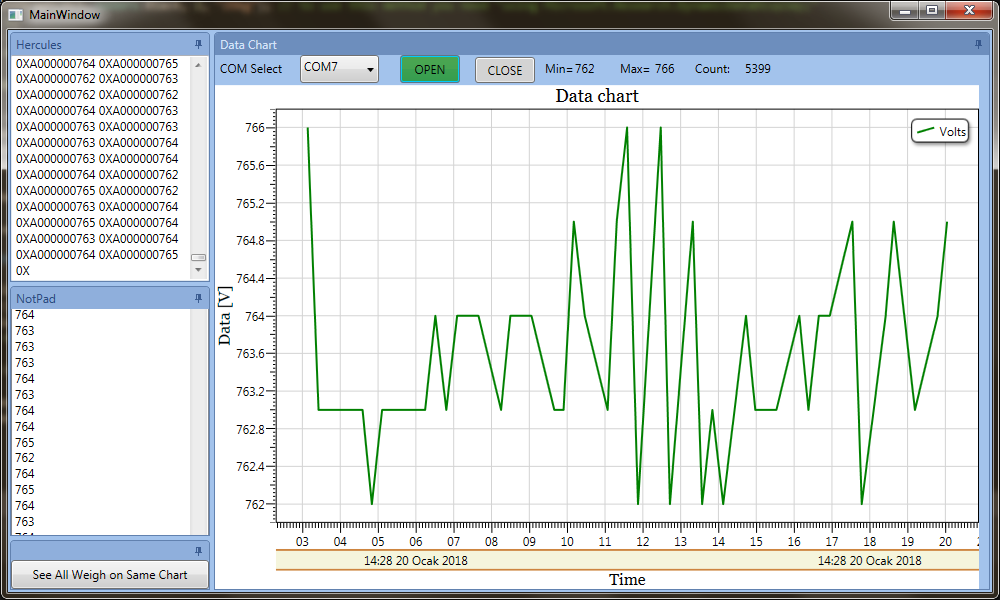 MainWindow
Hercules
0XA000000764 0XA000000765
0XA000000762 0XA000000763
0XA000000762 0XA000000762
0XA000000764 0XA000000763
0XA000000763 0XA000000763
0XA000000763 0XA000000764
0XA000000763 0XA000000764
0XA000000764 0XA000000762
0XA000000765 0XA000000762
0XA000000763 0XA000000764
0XA000000765 0XA000000764
0XA000000763 0XA000000764
0XA000000764 0XA000000765
0X
NotPad
764
763
763
763
764
763
764
764
765
762
764
765
764
763
764
See All Weigh on Same Chart
Data Chart
COM Select COM7 OPEN CLOSE Min= 762 Max= 766 Count: 5399
Data chart
Volts
Data [V]
766
765.6
765.2
764.8
764.4
764
763.6
763.2
762.8
762.4
762
03 04 05 06 07 08 09 10 11 12 13 14 15 16 17 18 19 20
14:28 20 Ocak 2018 14:28 20 Ocak 2018
Time